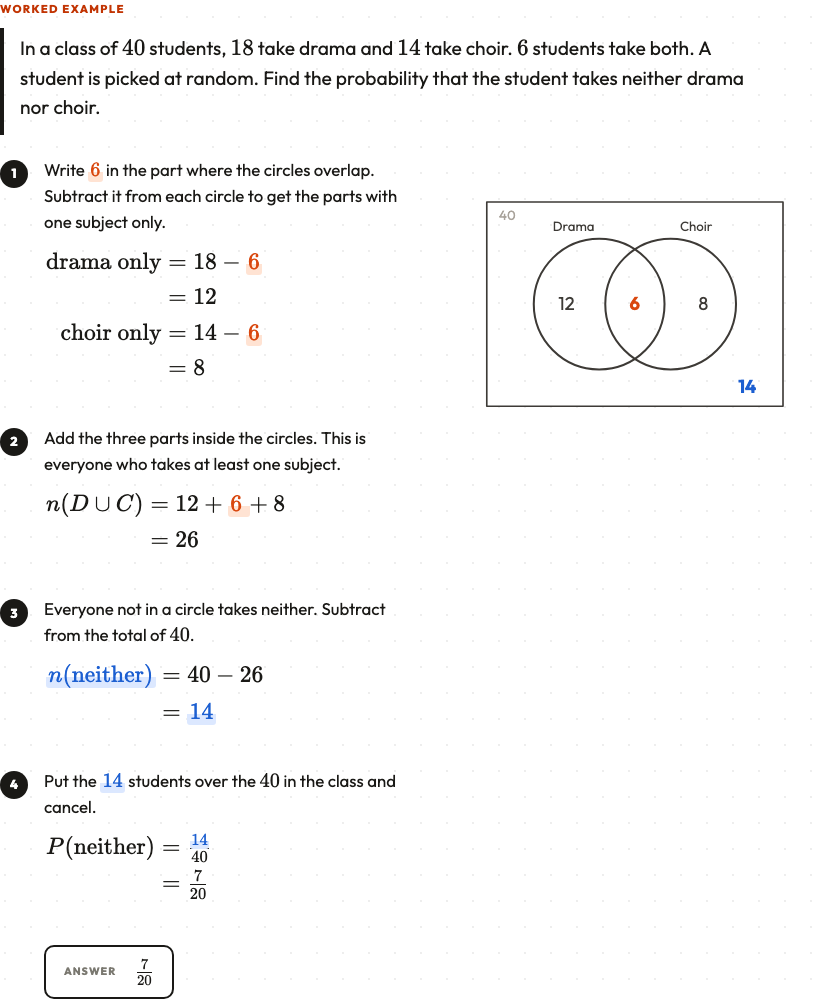 WORKED EXAMPLE
In a class of 40 students, 18 take drama and 14 take choir. 6 students take both. A
student is picked at random. Find the probability that the student takes neither drama
nor choir.
1
Write 6 in the part where the circles overlap.
Subtract it from each circle to get the parts with
one subject only.
drama only = 18 − 6
= 12
choir only = 14 − 6
= 8
40
Drama Choir
12 6 8
14
2
Add the three parts inside the circles. This is
everyone who takes at least one subject.
n(D ∪ C) = 12 + 6 + 8
= 26
3
Everyone not in a circle takes neither. Subtract
from the total of 40.
n(neither) = 40 − 26
= 14
4
Put the 14 students over the 40 in the class and
cancel.
P(neither) = 14/40
= 7/20
ANSWER 7/20